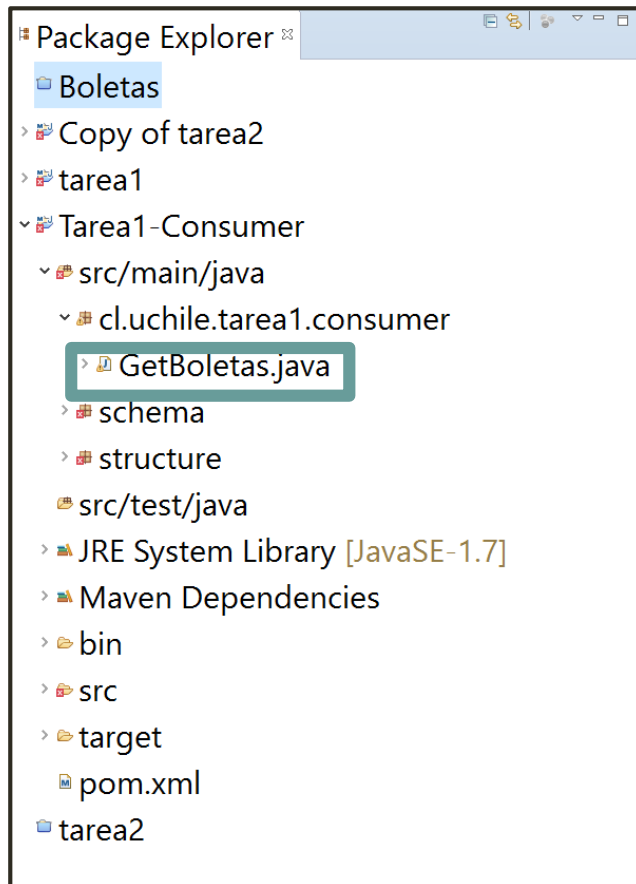 Package Explorer
Boletas
Copy of tarea2
tarea1
Tarea1-Consumer
src/main/java
cl.uchile.tarea1.consumer
GetBoletas.java
schema
structure
src/test/java
JRE System Library [JavaSE-1.7]
Maven Dependencies
bin
src
target
pom.xml
tarea2